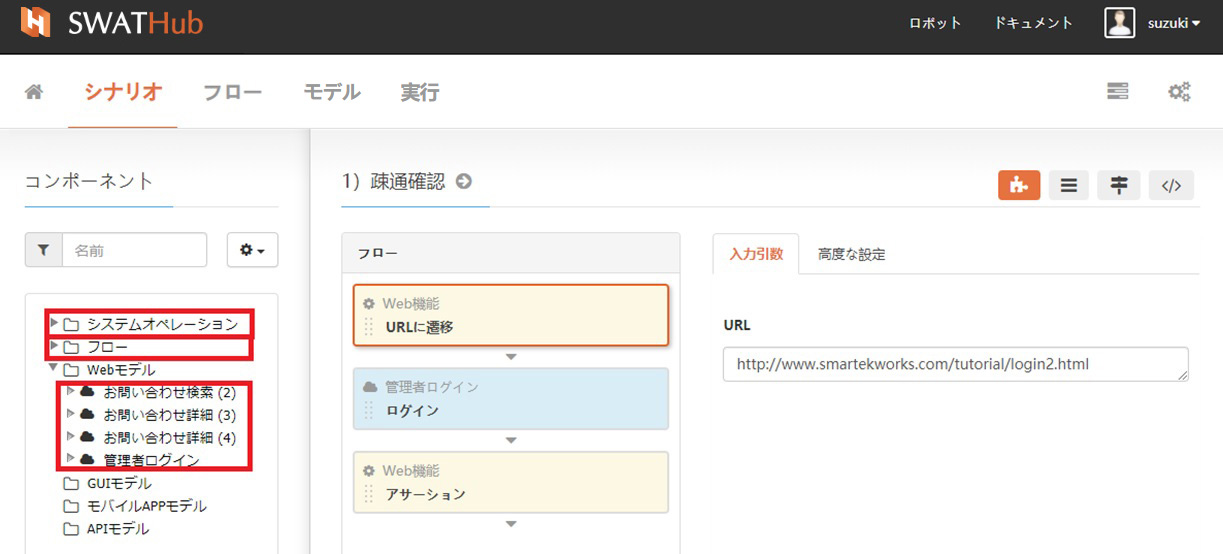 SWATHub
ロボット ドキュメント suzuki
シナリオ フロー モデル 実行
コンポーネント
名前
システムオペレーション
フロー
Webモデル
お問い合わせ検索 (2)
お問い合わせ詳細 (3)
お問い合わせ詳細 (4)
管理者ログイン
GUIモデル
モバイルAPPモデル
APIモデル
1）疎通確認
フロー
Web機能
URLに遷移
管理者ログイン
ログイン
Web機能
アサーション
入力引数 高度な設定
URL
http://www.smartekworks.com/tutorial/login2.html